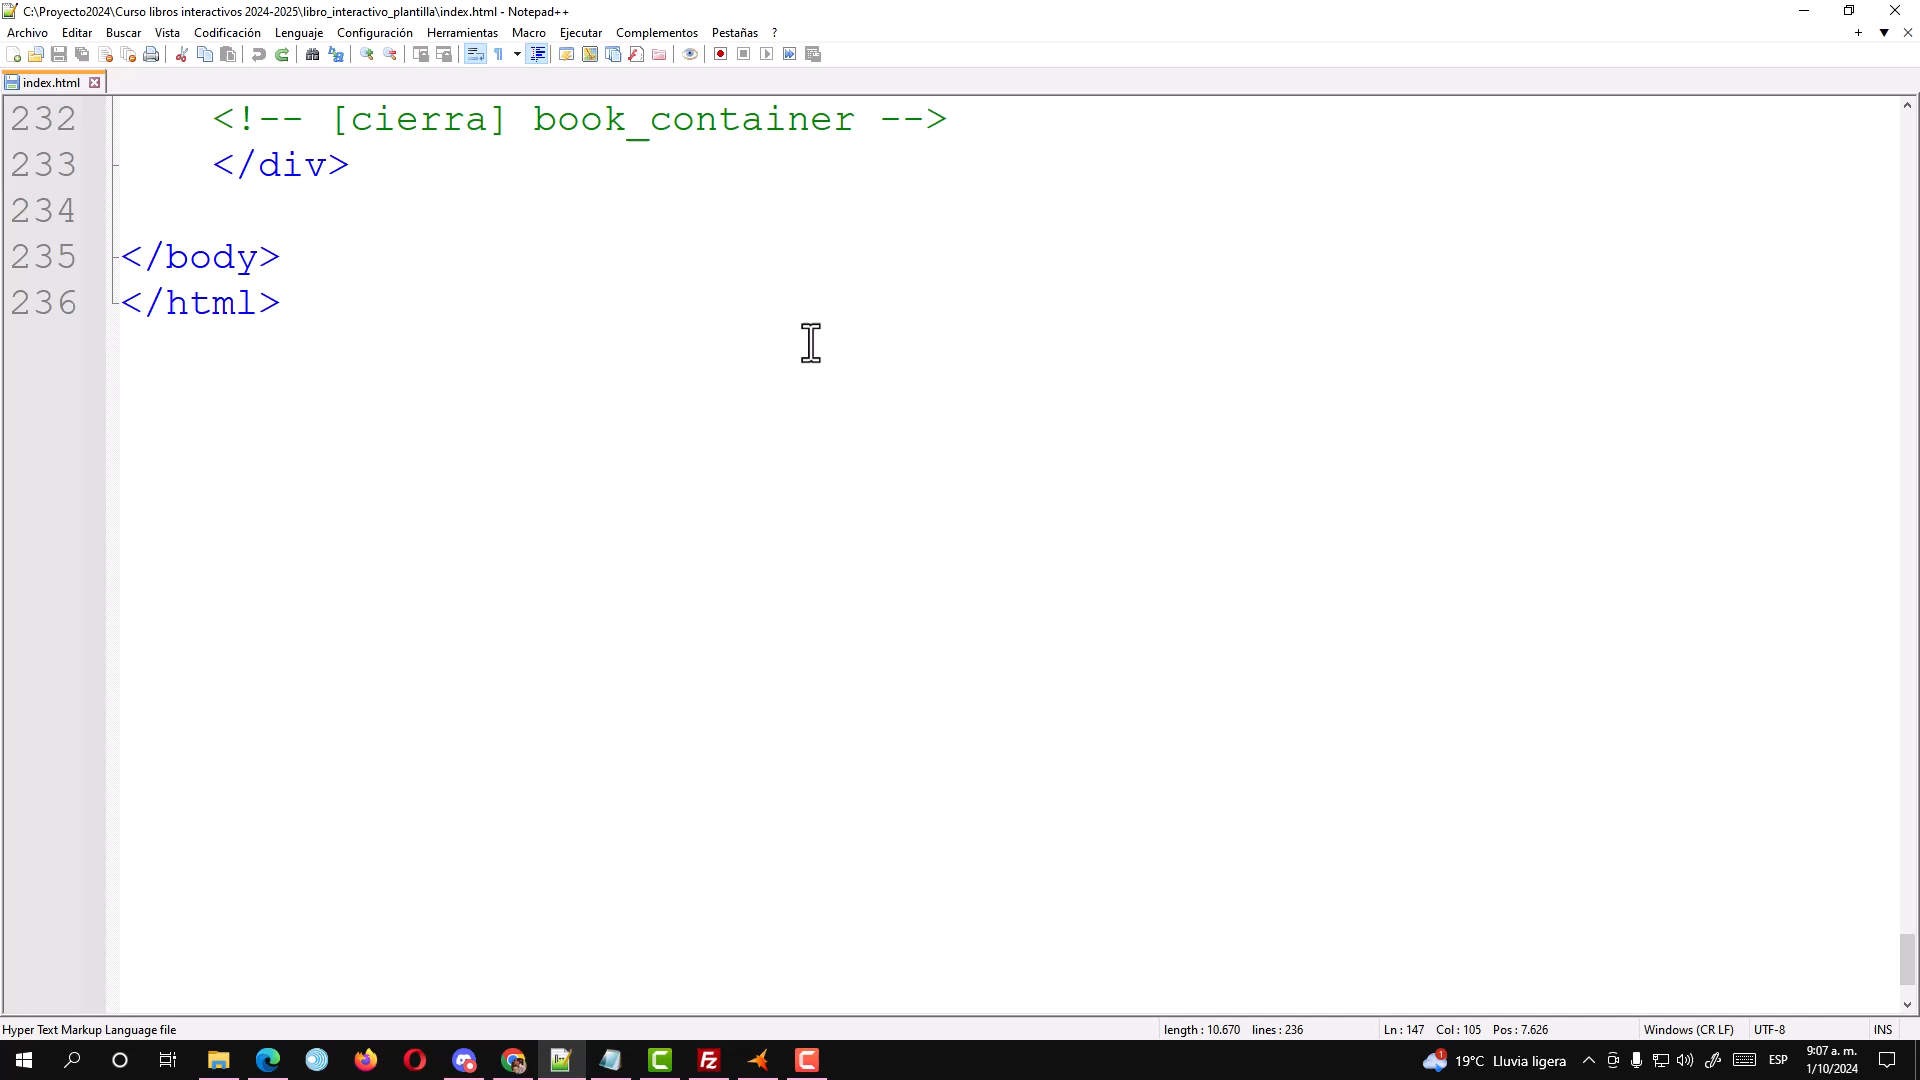 C:\Proyecto2024\Curso libros interactivos 2024-2025\libro_interactivo_plantilla\index.html - Notepad++
Archivo Editar Buscar Vista Codificación Lenguaje Configuración Herramientas Macro Ejecutar Complementos Pestañas ?
index.html
232 <!-- [cierra] book_container -->
233 </div>
234
235 </body>
236 </html>
Hyper Text Markup Language file length : 10.670 lines : 236 Ln : 147 Col : 105 Pos : 7.626 Windows (CR LF) UTF-8 INS
19°C Lluvia ligera ESP 9:07 a. m.
1/10/2024